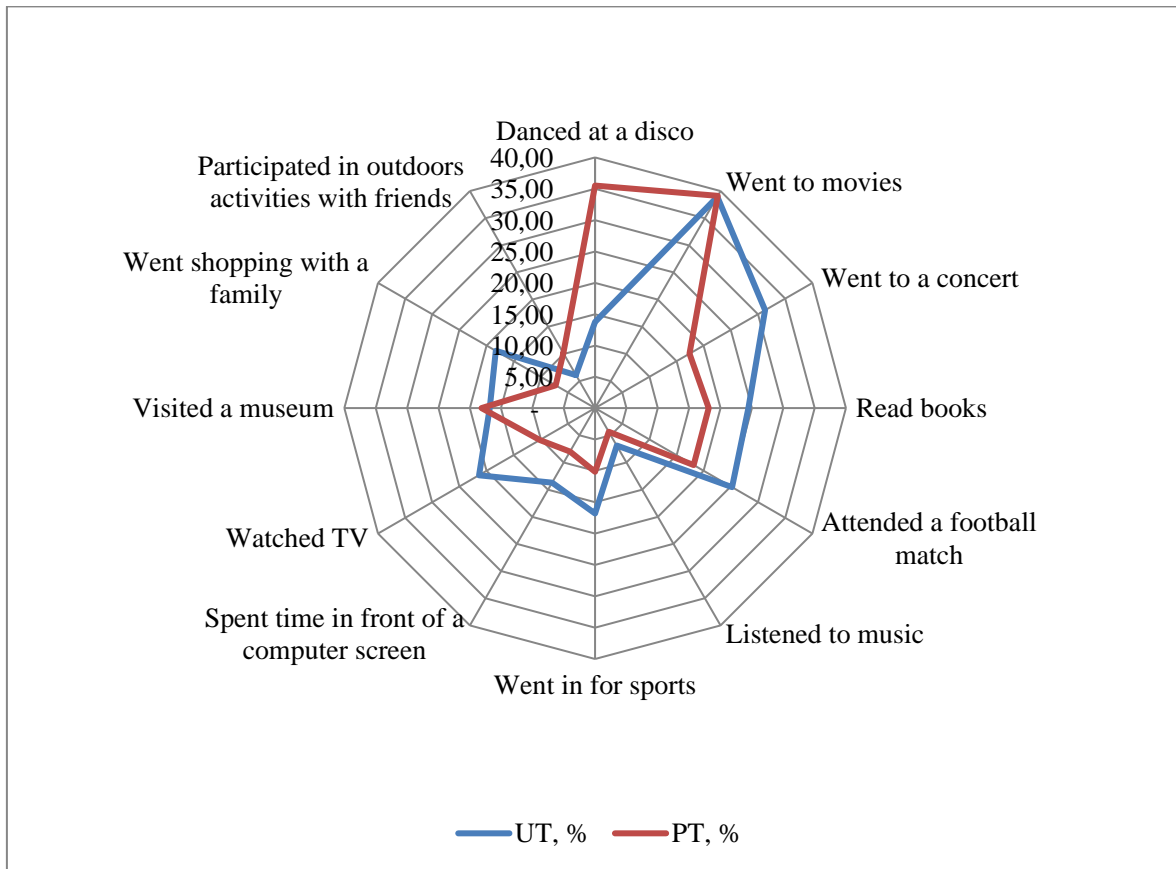 Danced at a disco
Participated in outdoors
activities with friends
40,00
35,00
30,00
25,00
20,00
15,00
10,00
5,00
-
Went to movies
Went shopping with a
family
Went to a concert
Visited a museum
Read books
Watched TV
Attended a football
match
Spent time in front of a
computer screen
Listened to music
Went in for sports
UT, %
PT, %